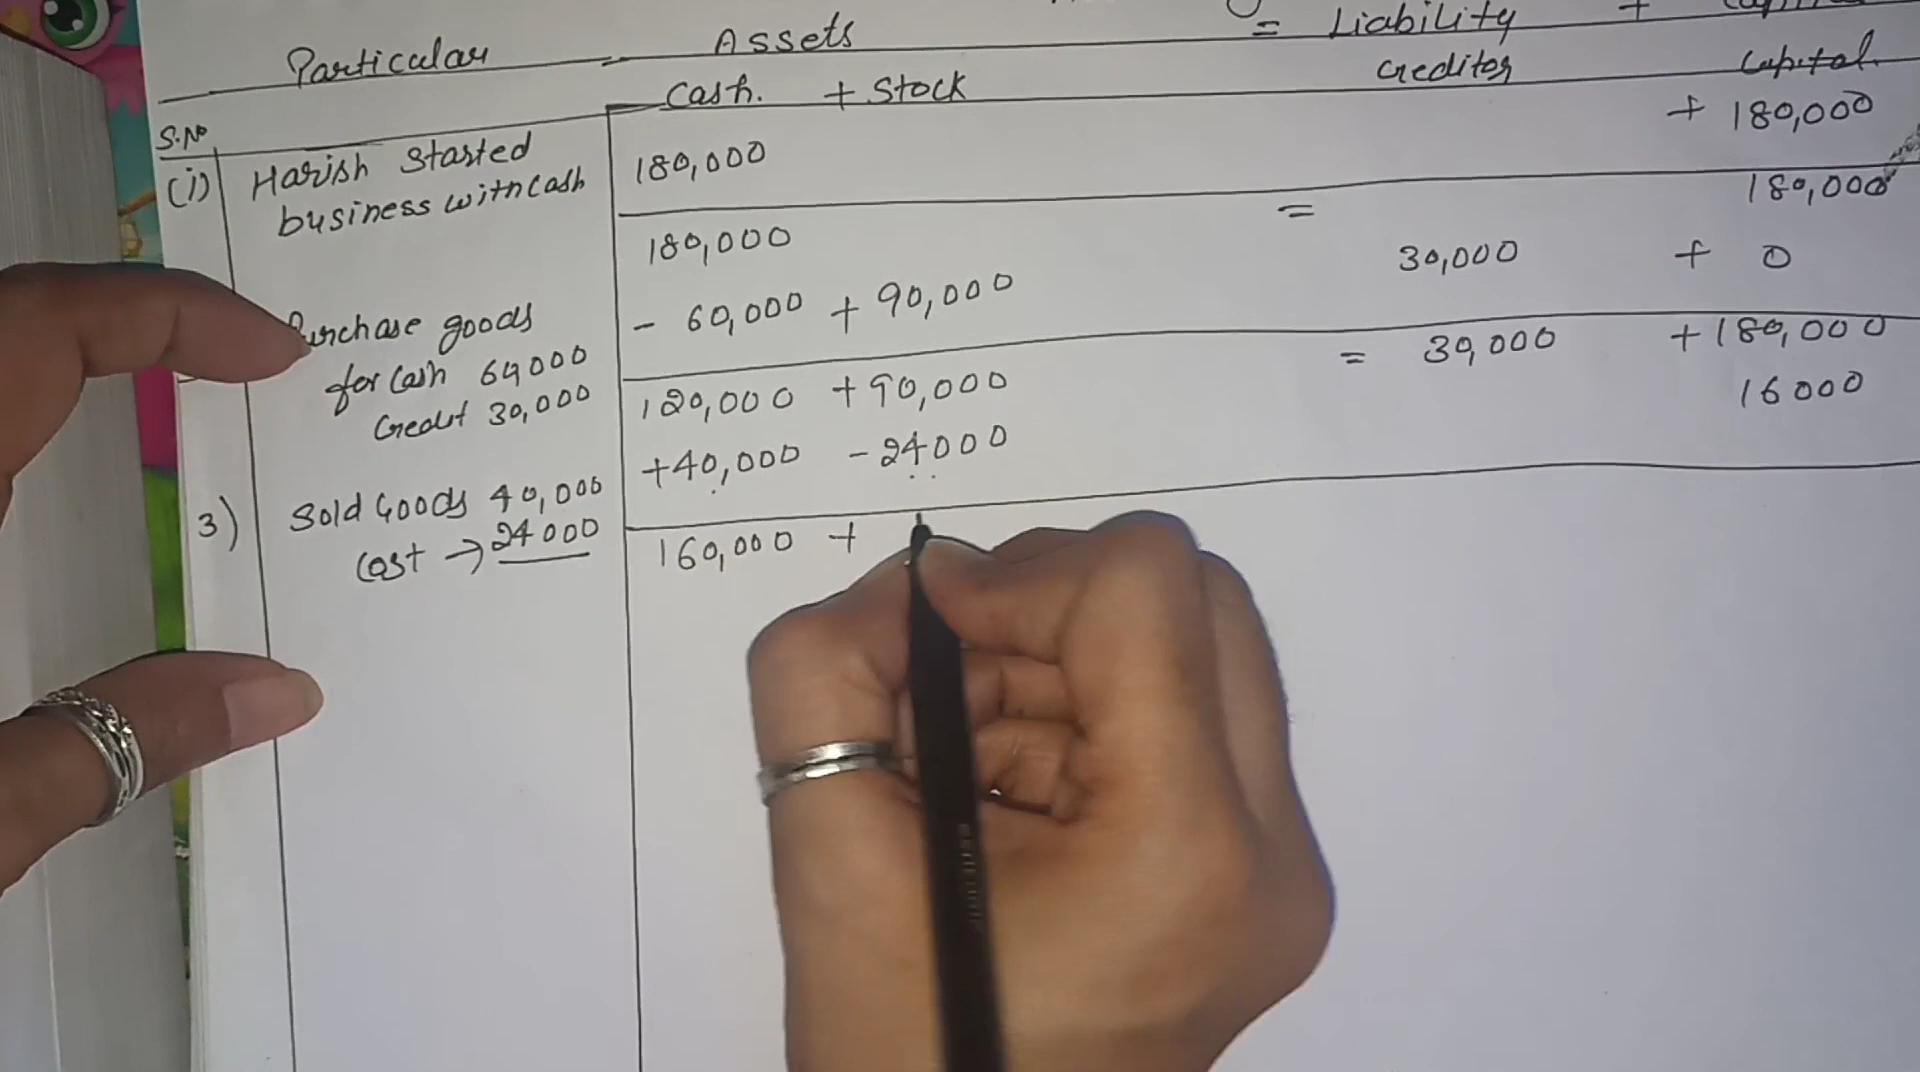 Particular Assets = Liability +
Cash. + Stock Creditor Capital.
S.No
(i) Harish Started 180,000 + 180,000
business with Cash
180,000 = 180,000
Purchase goods - 60,000 + 90,000 30,000 + 0
for Cash 60,000 120,000 + 90,000 = 30,000 + 180,000
Credit 30,000
+40,000 - 24000 16000
3) Sold Goods 40,000
Cost → 24000 160,000 +